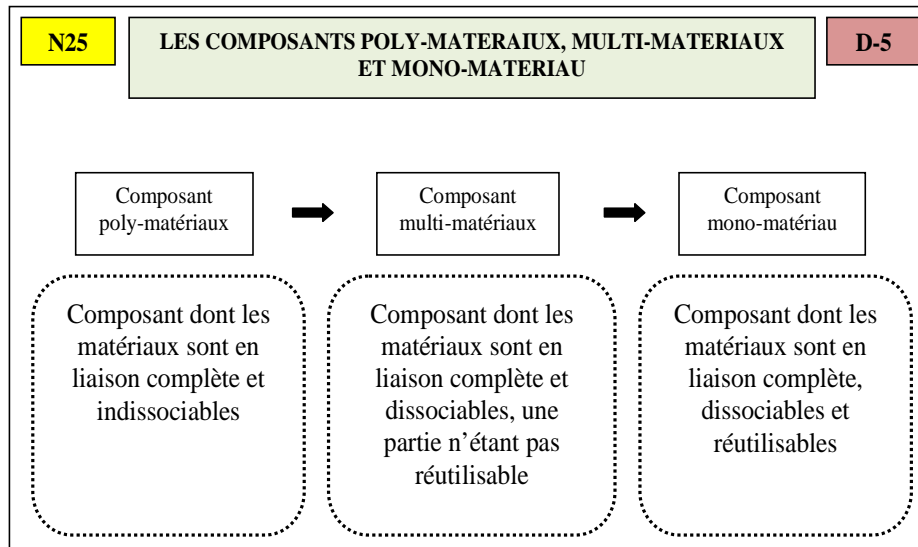 N25
LES COMPOSANTS POLY-MATERAIUX, MULTI-MATERIAUX
ET MONO-MATERIAU
D-5
Composant
poly-matériaux
Composant
multi-matériaux
Composant
mono-matériau
Composant dont les
matériaux sont en
liaison complète et
indissociables
Composant dont les
matériaux sont en
liaison complète et
dissociables, une
partie n’étant pas
réutilisable
Composant dont les
matériaux sont en
liaison complète,
dissociables et
réutilisables